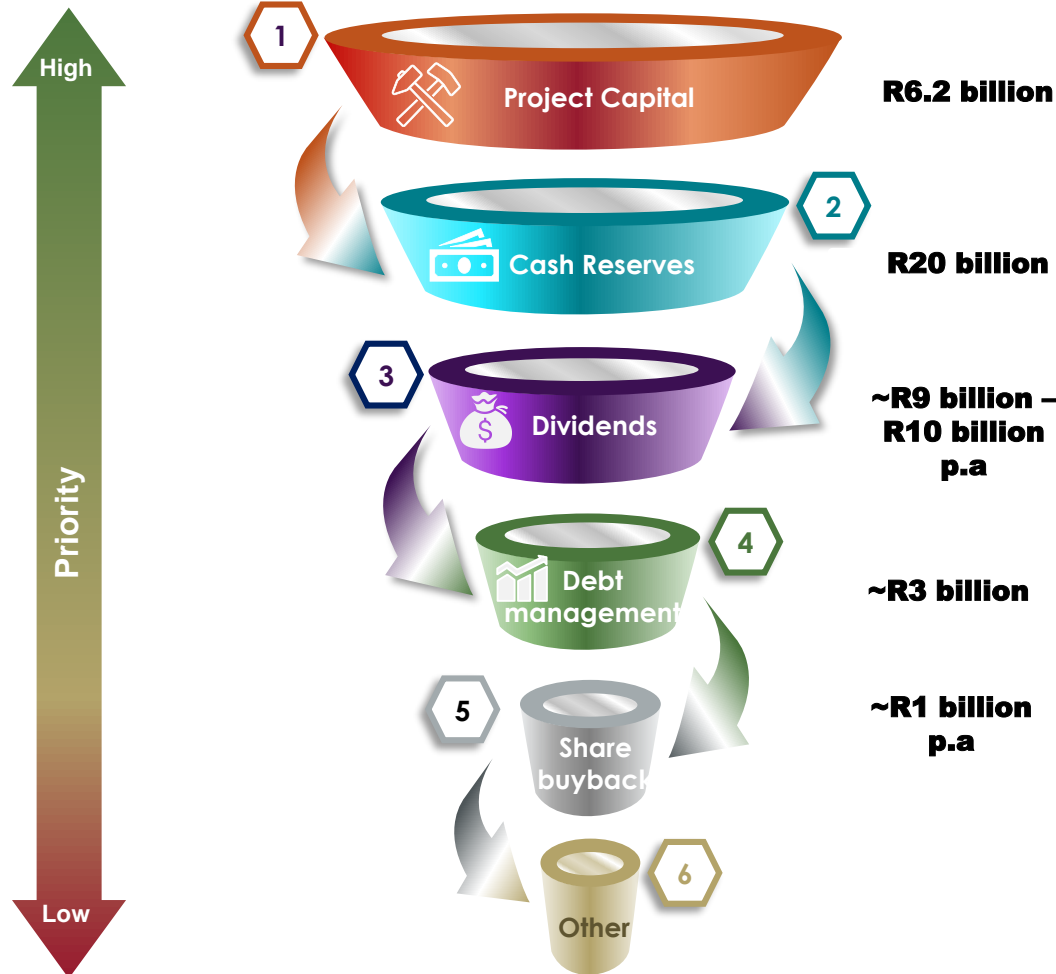 High
1
Project Capital
R6.2 billion
2
Cash Reserves
R20 billion
3
Dividends
~R9 billion –
R10 billion
p.a
Priority
4
Debt
management
~R3 billion
5
Share
buyback
~R1 billion
p.a
6
Other
Low